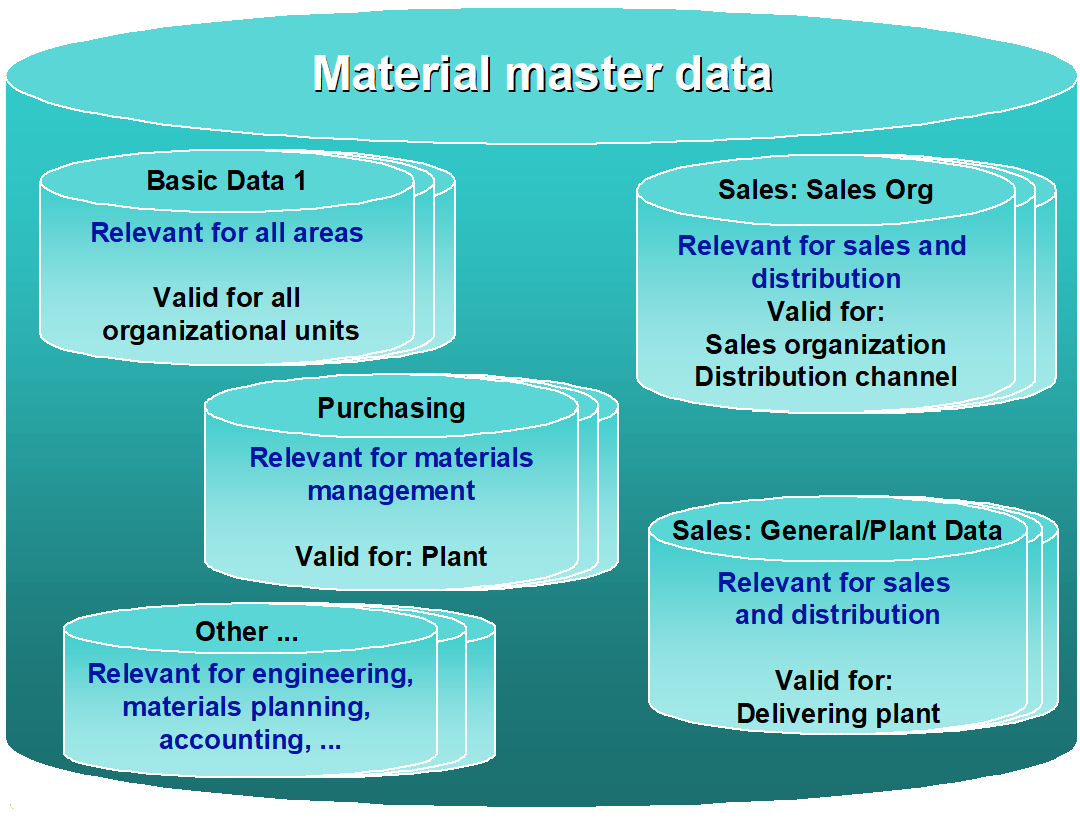 Material master data
Basic Data 1
Relevant for all areas
Valid for all
organizational units
Sales: Sales Org
Relevant for sales and
distribution
Valid for:
Sales organization
Distribution channel
Purchasing
Relevant for materials
management
Valid for: Plant
Sales: General/Plant Data
Relevant for sales
and distribution
Valid for:
Delivering plant
Other ...
Relevant for engineering,
materials planning,
accounting, ...